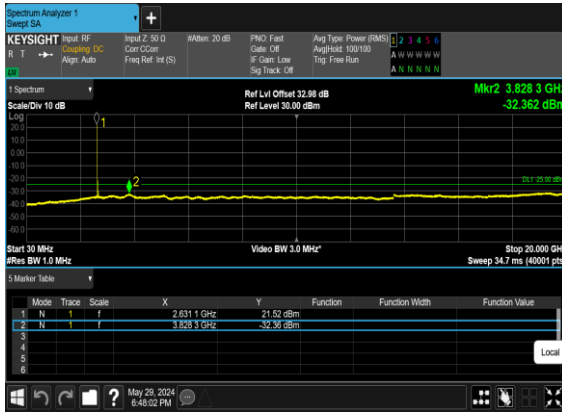 Spectrum Analyzer 1
Swept SA
+
KEYSIGHT Input: RF Input Z: 50 Ω #Atten: 20 dB PNO: Fast Avg Type: Power (RMS) 1 2 3 4 5 6
R T Coupling: DC Corr CCorr Gate: Off Avg|Hold: 100/100 A W W W W W
Align: Auto Freq Ref: Int (S) IF Gain: Low Trig: Free Run
Sig Track: Off A N N N N N
LXI
1 Spectrum Ref Lvl Offset 32.98 dB Mkr2 3.828 3 GHz
Scale/Div 10 dB Ref Level 30.00 dBm -32.362 dBm
Log
1
20.0
10.0
0.00
-10.0
2
DL1 -25.00 dBm
-20.0
-30.0
-40.0
-50.0
-60.0
Start 30 MHz Video BW 3.0 MHz* Stop 20.000 GHz
#Res BW 1.0 MHz Sweep 34.7 ms (40001 pts)
5 Marker Table
Mode Trace Scale X Y Function Function Width Function Value
1 N 1 f 2.631 1 GHz 21.52 dBm
2 N 1 f 3.828 3 GHz -32.36 dBm
3
4
5
6
Local
? May 29, 2024
6:48:02 PM